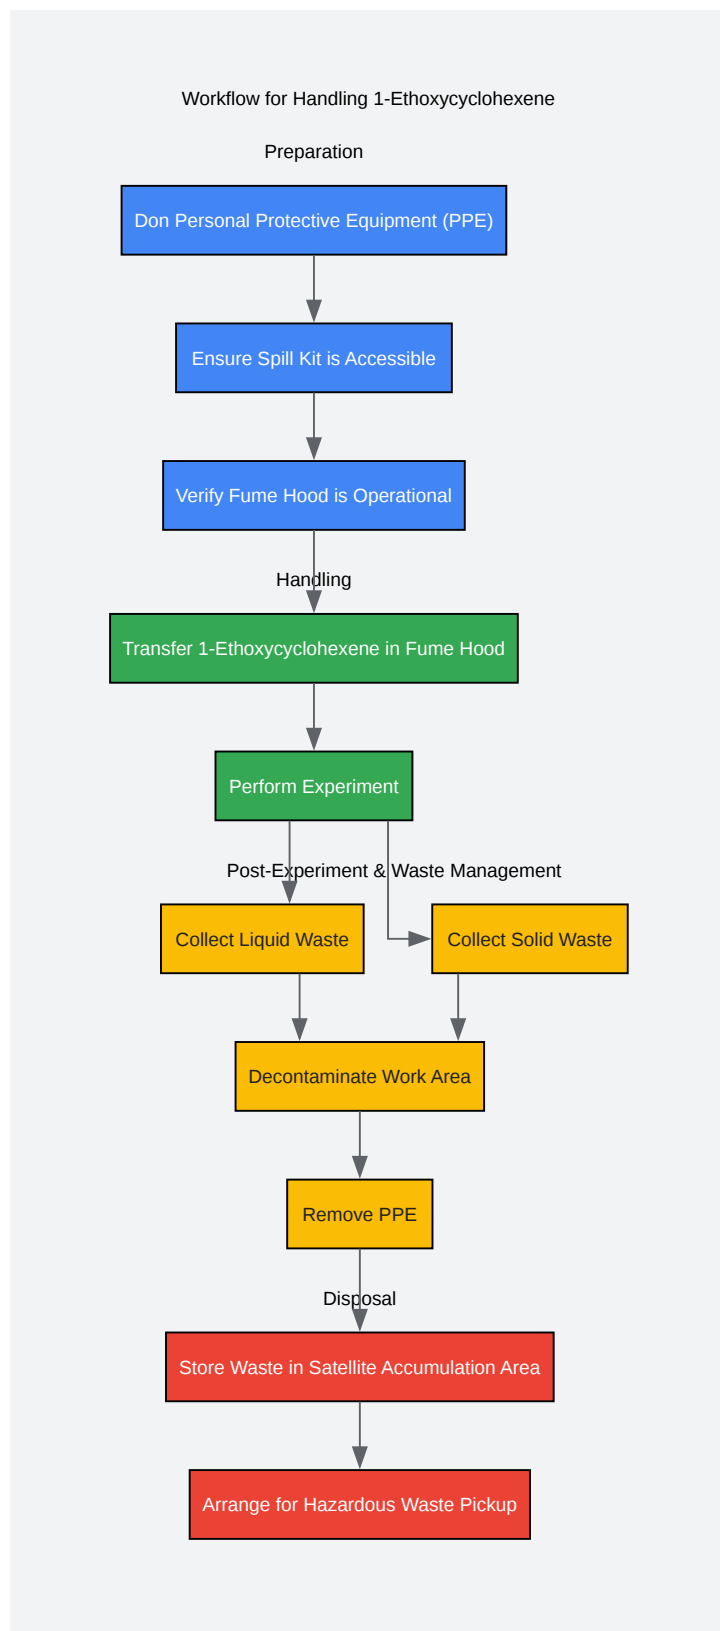 Workflow for Handling 1-Ethoxycyclohexene
Preparation
Don Personal Protective Equipment (PPE)
Ensure Spill Kit is Accessible
Verify Fume Hood is Operational
Handling
Transfer 1-Ethoxycyclohexene in Fume Hood
Perform Experiment
Post-Experiment & Waste Management
Collect Liquid Waste
Collect Solid Waste
Decontaminate Work Area
Remove PPE
Disposal
Store Waste in Satellite Accumulation Area
Arrange for Hazardous Waste Pickup